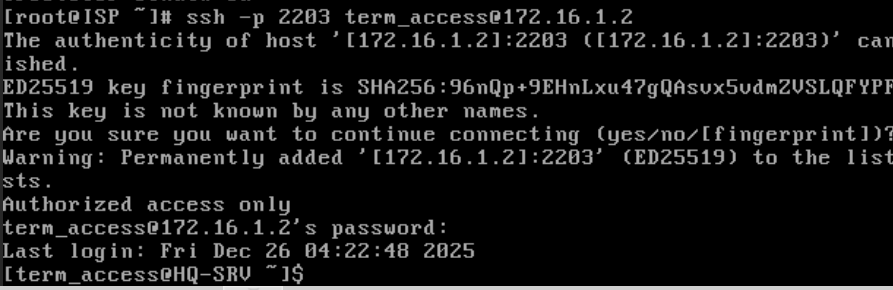 [root@ISP ~]# ssh -p 2203 term_access@172.16.1.2
The authenticity of host '[172.16.1.2]:2203 ([172.16.1.2]:2203)' can
ished.
ED25519 key fingerprint is SHA256:96nQp+9EHnLxu47gQAsvx5vdmZVSLQFYPF
This key is not known by any other names.
Are you sure you want to continue connecting (yes/no/[fingerprint])?
Warning: Permanently added '[172.16.1.2]:2203' (ED25519) to the list
sts.
Authorized access only
term_access@172.16.1.2's password:
Last login: Fri Dec 26 04:22:48 2025
[term_access@HQ-SRV ~]$